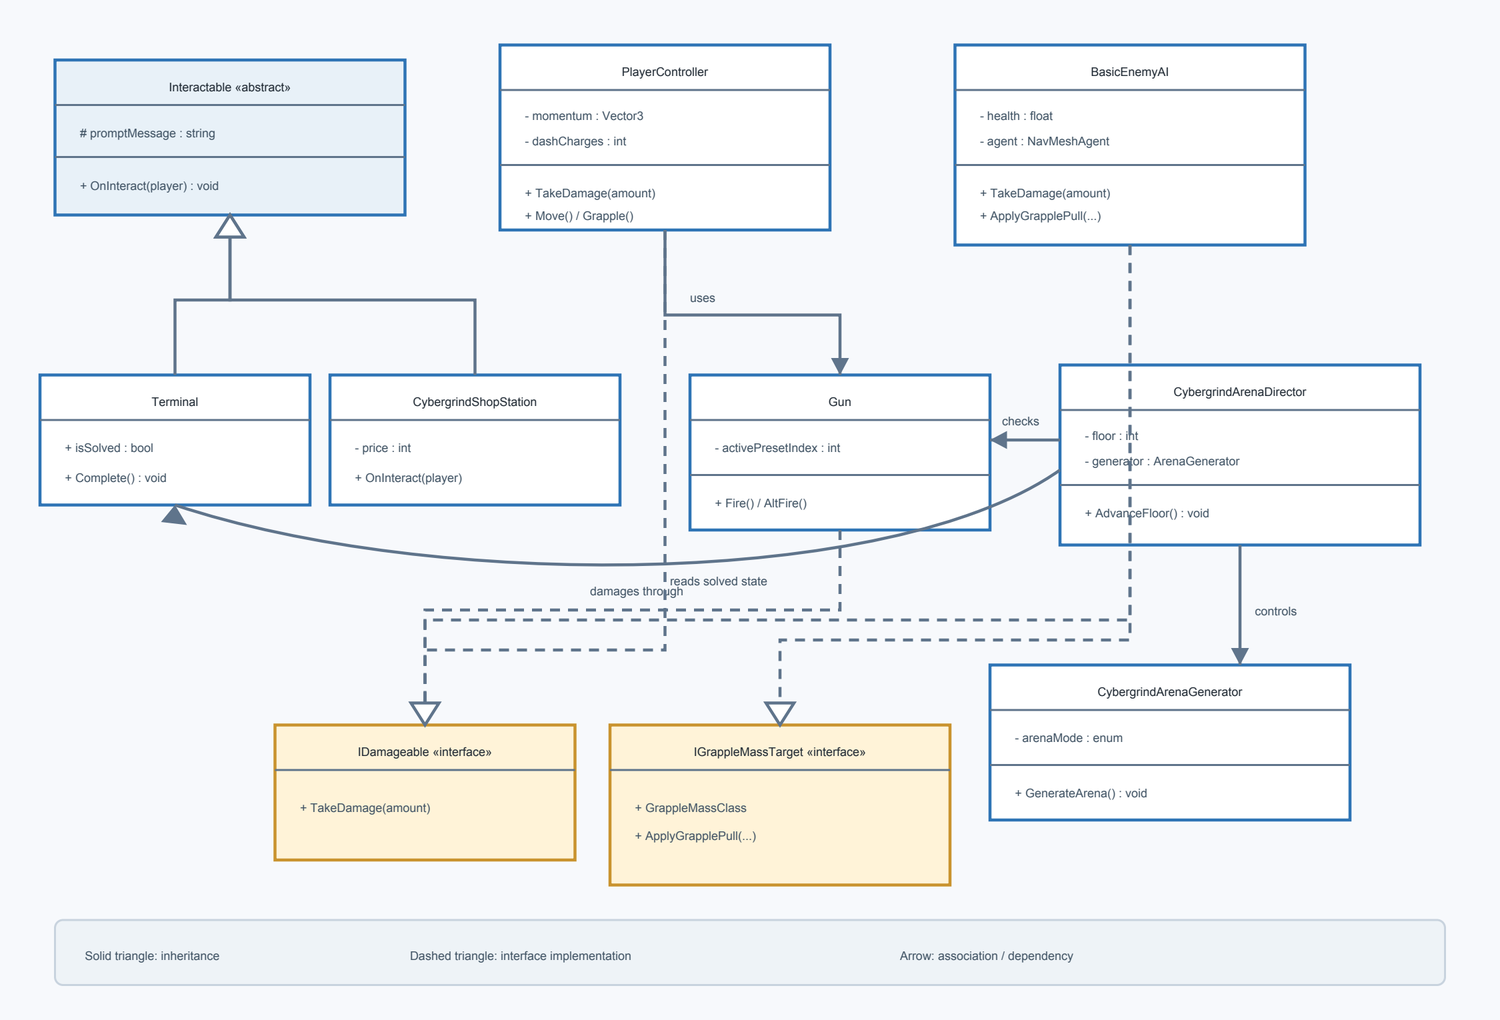 Interactable «abstract»
# promptMessage : string
+ OnInteract(player) : void
PlayerController
- momentum : Vector3
- dashCharges : int
+ TakeDamage(amount)
+ Move() / Grapple()
BasicEnemyAI
- health : float
- agent : NavMeshAgent
+ TakeDamage(amount)
+ ApplyGrapplePull(...)
uses
Terminal
+ isSolved : bool
+ Complete() : void
CybergrindShopStation
- price : int
+ OnInteract(player)
Gun
- activePresetIndex : int
+ Fire() / AltFire()
checks
CybergrindArenaDirector
- floor : int
- generator : ArenaGenerator
+ AdvanceFloor() : void
reads solved state
damages through
controls
IDamageable «interface»
+ TakeDamage(amount)
IGrappleMassTarget «interface»
+ GrappleMassClass
+ ApplyGrapplePull(...)
CybergrindArenaGenerator
- arenaMode : enum
+ GenerateArena() : void
Solid triangle: inheritance
Dashed triangle: interface implementation
Arrow: association / dependency